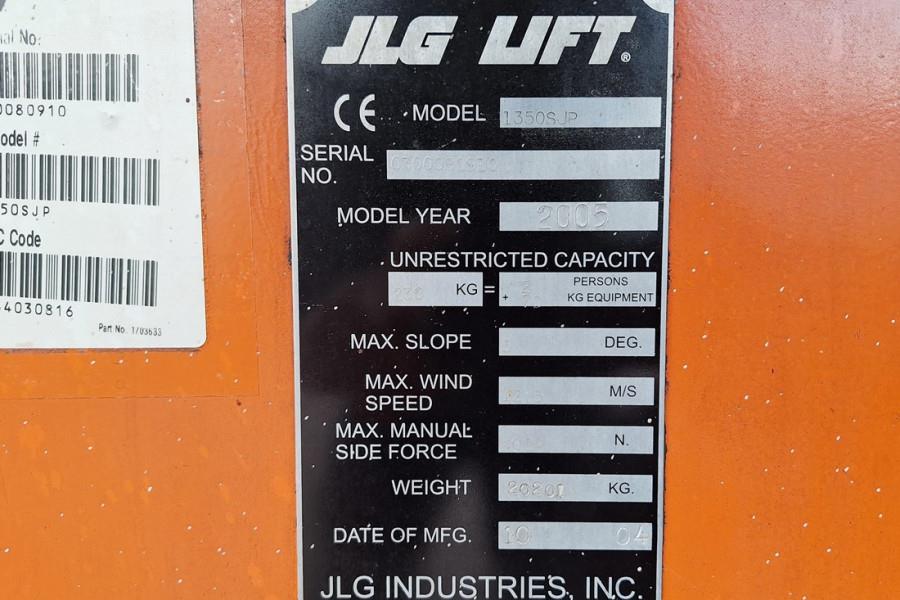 ial No:
0080910
odel #
50SJP
C Code
4030816
Part No. 1703633
JLG LIFT®
CE MODEL 1350SJP
SERIAL NO.
MODEL YEAR 2005
UNRESTRICTED CAPACITY
KG = PERSONS
+ KG EQUIPMENT
MAX. SLOPE DEG.
MAX. WIND
SPEED M/S
MAX. MANUAL
SIDE FORCE N.
WEIGHT KG.
DATE OF MFG. 10 04
JLG INDUSTRIES, INC.